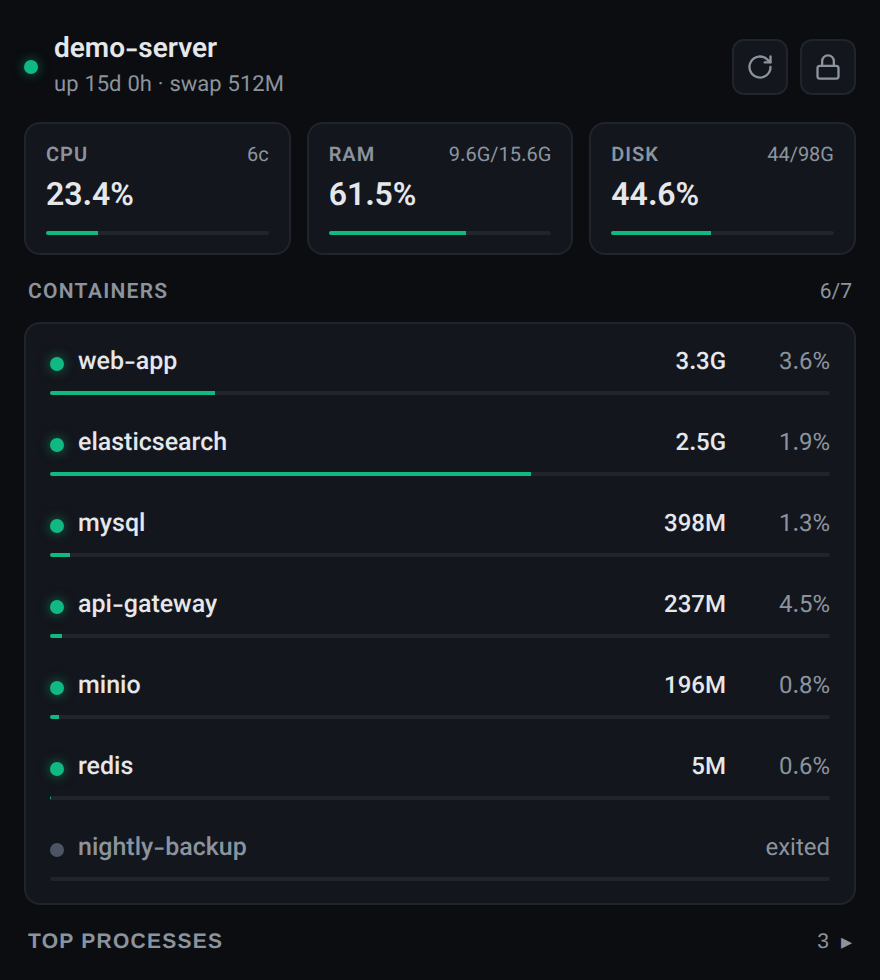 demo-server
up 15d 0h · swap 512M
CPU 6c
23.4%
RAM 9.6G/15.6G
61.5%
DISK 44/98G
44.6%
CONTAINERS 6/7
web-app 3.3G 3.6%
elasticsearch 2.5G 1.9%
mysql 398M 1.3%
api-gateway 237M 4.5%
minio 196M 0.8%
redis 5M 0.6%
nightly-backup exited
TOP PROCESSES 3 ▸